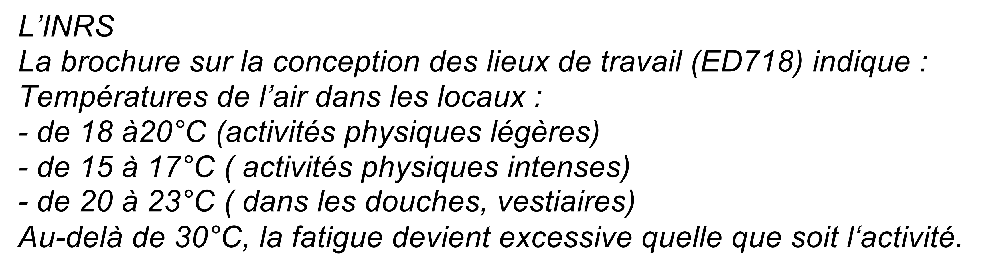 L’INRS
La brochure sur la conception des lieux de travail (ED718) indique :
Températures de l’air dans les locaux :
- de 18 à20°C (activités physiques légères)
- de 15 à 17°C ( activités physiques intenses)
- de 20 à 23°C ( dans les douches, vestiaires)
Au-delà de 30°C, la fatigue devient excessive quelle que soit l‘activité.